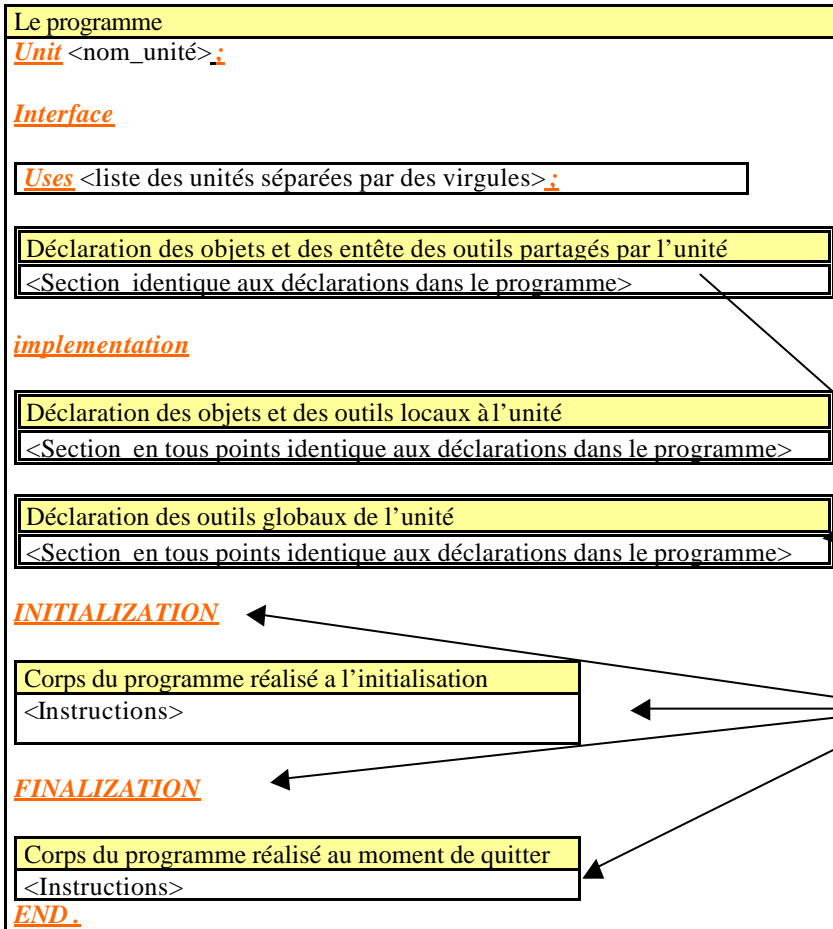 Le programme
Unit <nom_unité> ;
Interface
Uses <liste des unités séparées par des virgules> ;
Déclaration des objets et des entête des outils partagés par l’unité
<Section identique aux déclarations dans le programme>
implementation
Déclaration des objets et des outils locaux à l’unité
<Section en tous points identique aux déclarations dans le programme>
Déclaration des outils globaux de l’unité
<Section en tous points identique aux déclarations dans le programme>
INITIALIZATION
Corps du programme réalisé a l’initialisation
<Instructions>
FINALIZATION
Corps du programme réalisé au moment de quitter
<Instructions>
END .